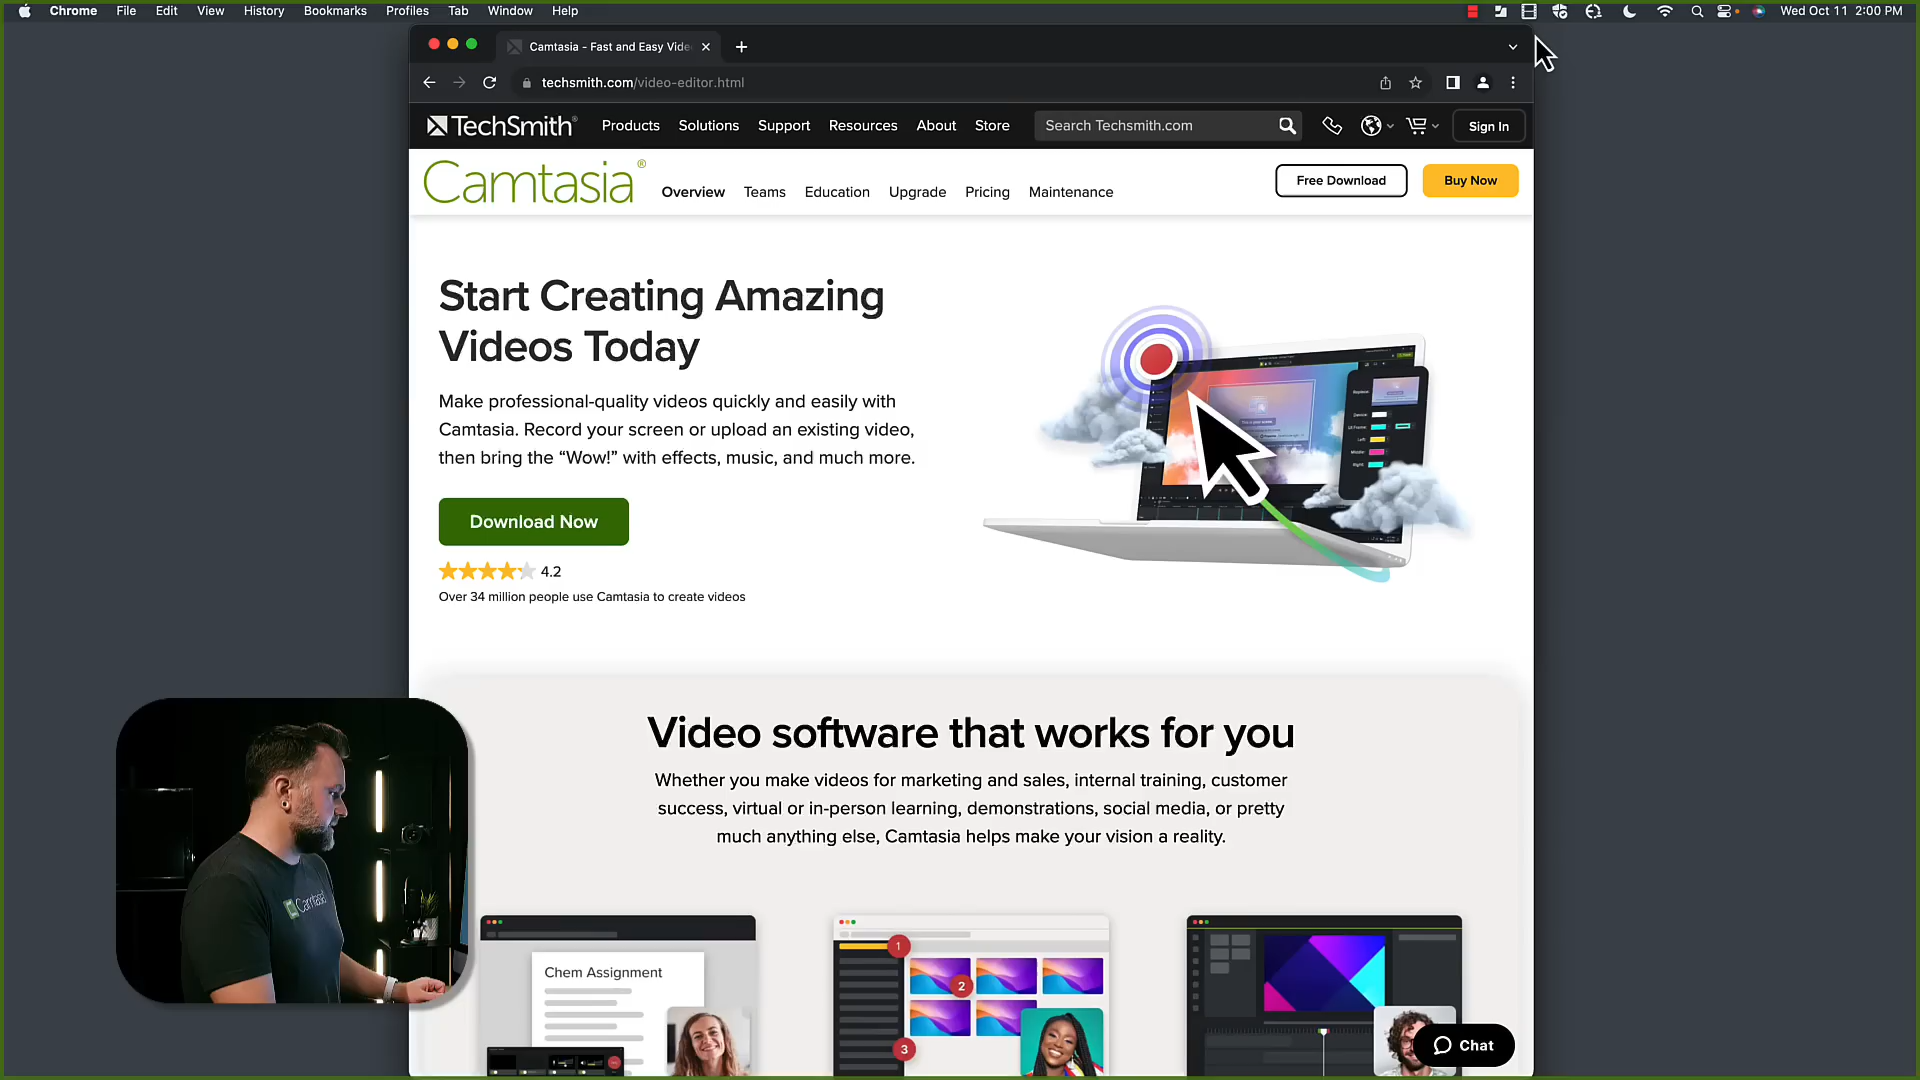 Chrome File Edit View History Bookmarks Profiles Tab Window Help
Wed Oct 11 2:00 PM
Camtasia - Fast and Easy Vide
techsmith.com/video-editor.html
TechSmith® Products Solutions Support Resources About Store Search Techsmith.com Sign In
Camtasia® Overview Teams Education Upgrade Pricing Maintenance Free Download Buy Now
Start Creating Amazing
Videos Today
Make professional-quality videos quickly and easily with
Camtasia. Record your screen or upload an existing video,
then bring the “Wow!” with effects, music, and much more.
Download Now
4.2
Over 34 million people use Camtasia to create videos
Video software that works for you
Whether you make videos for marketing and sales, internal training, customer
success, virtual or in-person learning, demonstrations, social media, or pretty
much anything else, Camtasia helps make your vision a reality.
Camtasia
Chem Assignment
1
2
3
Chat